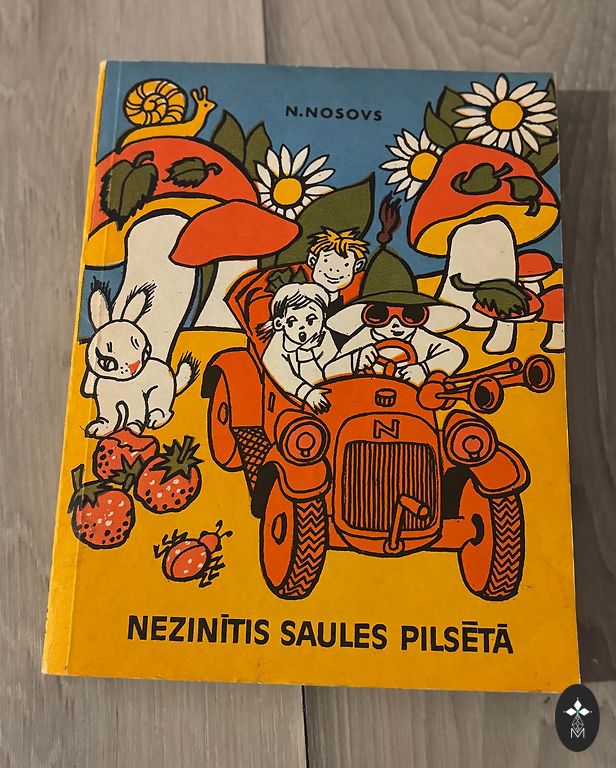 N.NOSOVS
N
NEZINĪTIS SAULES PILSĒTĀ
M